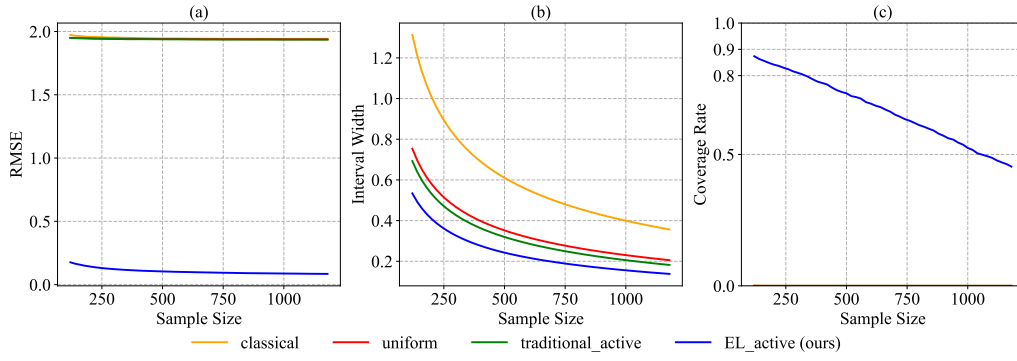 (a)
(b)
(c)
RMSE
2.0
1.5
1.0
0.5
0.0
250
500
750
1000
Sample Size
Interval Width
1.2
1.0
0.8
0.6
0.4
0.2
250
500
750
1000
Sample Size
Coverage Rate
1.0
0.9
0.8
0.5
0.0
250
500
750
1000
Sample Size
classical
uniform
traditional_active
EL_active (ours)